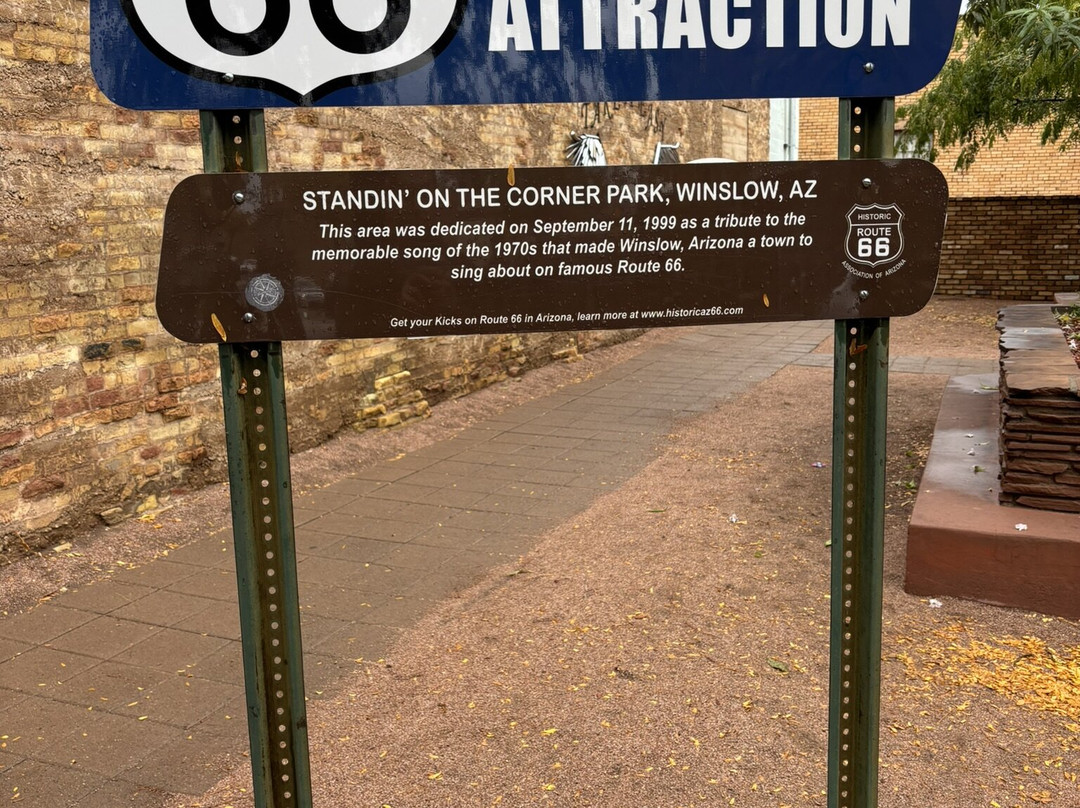 66
ATTRACTION
STANDIN' ON THE CORNER PARK, WINSLOW, AZ
This area was dedicated on September 11, 1999 as a tribute to the
memorable song of the 1970s that made Winslow, Arizona a town to
sing about on famous Route 66.
HISTORIC
ROUTE
66
ASSOCIATION OF ARIZONA
Get your Kicks on Route 66 in Arizona, learn more at www.historicaz66.com